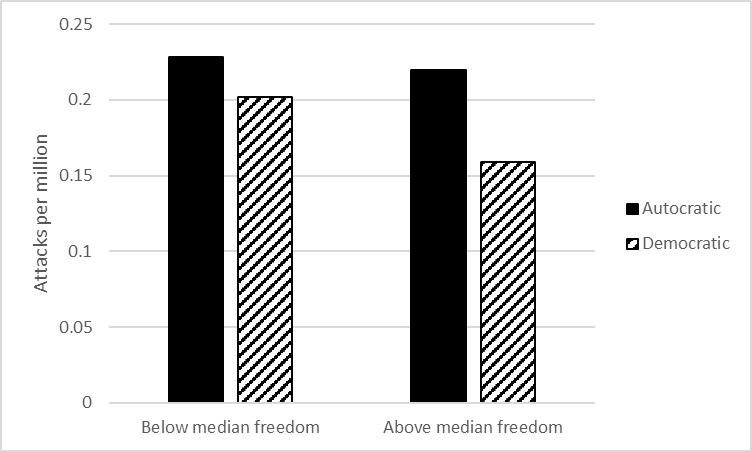 0.25
0.2
0.15
0.1
0.05
0
Attacks per million
Below median freedom
Above median freedom
Autocratic
Democratic